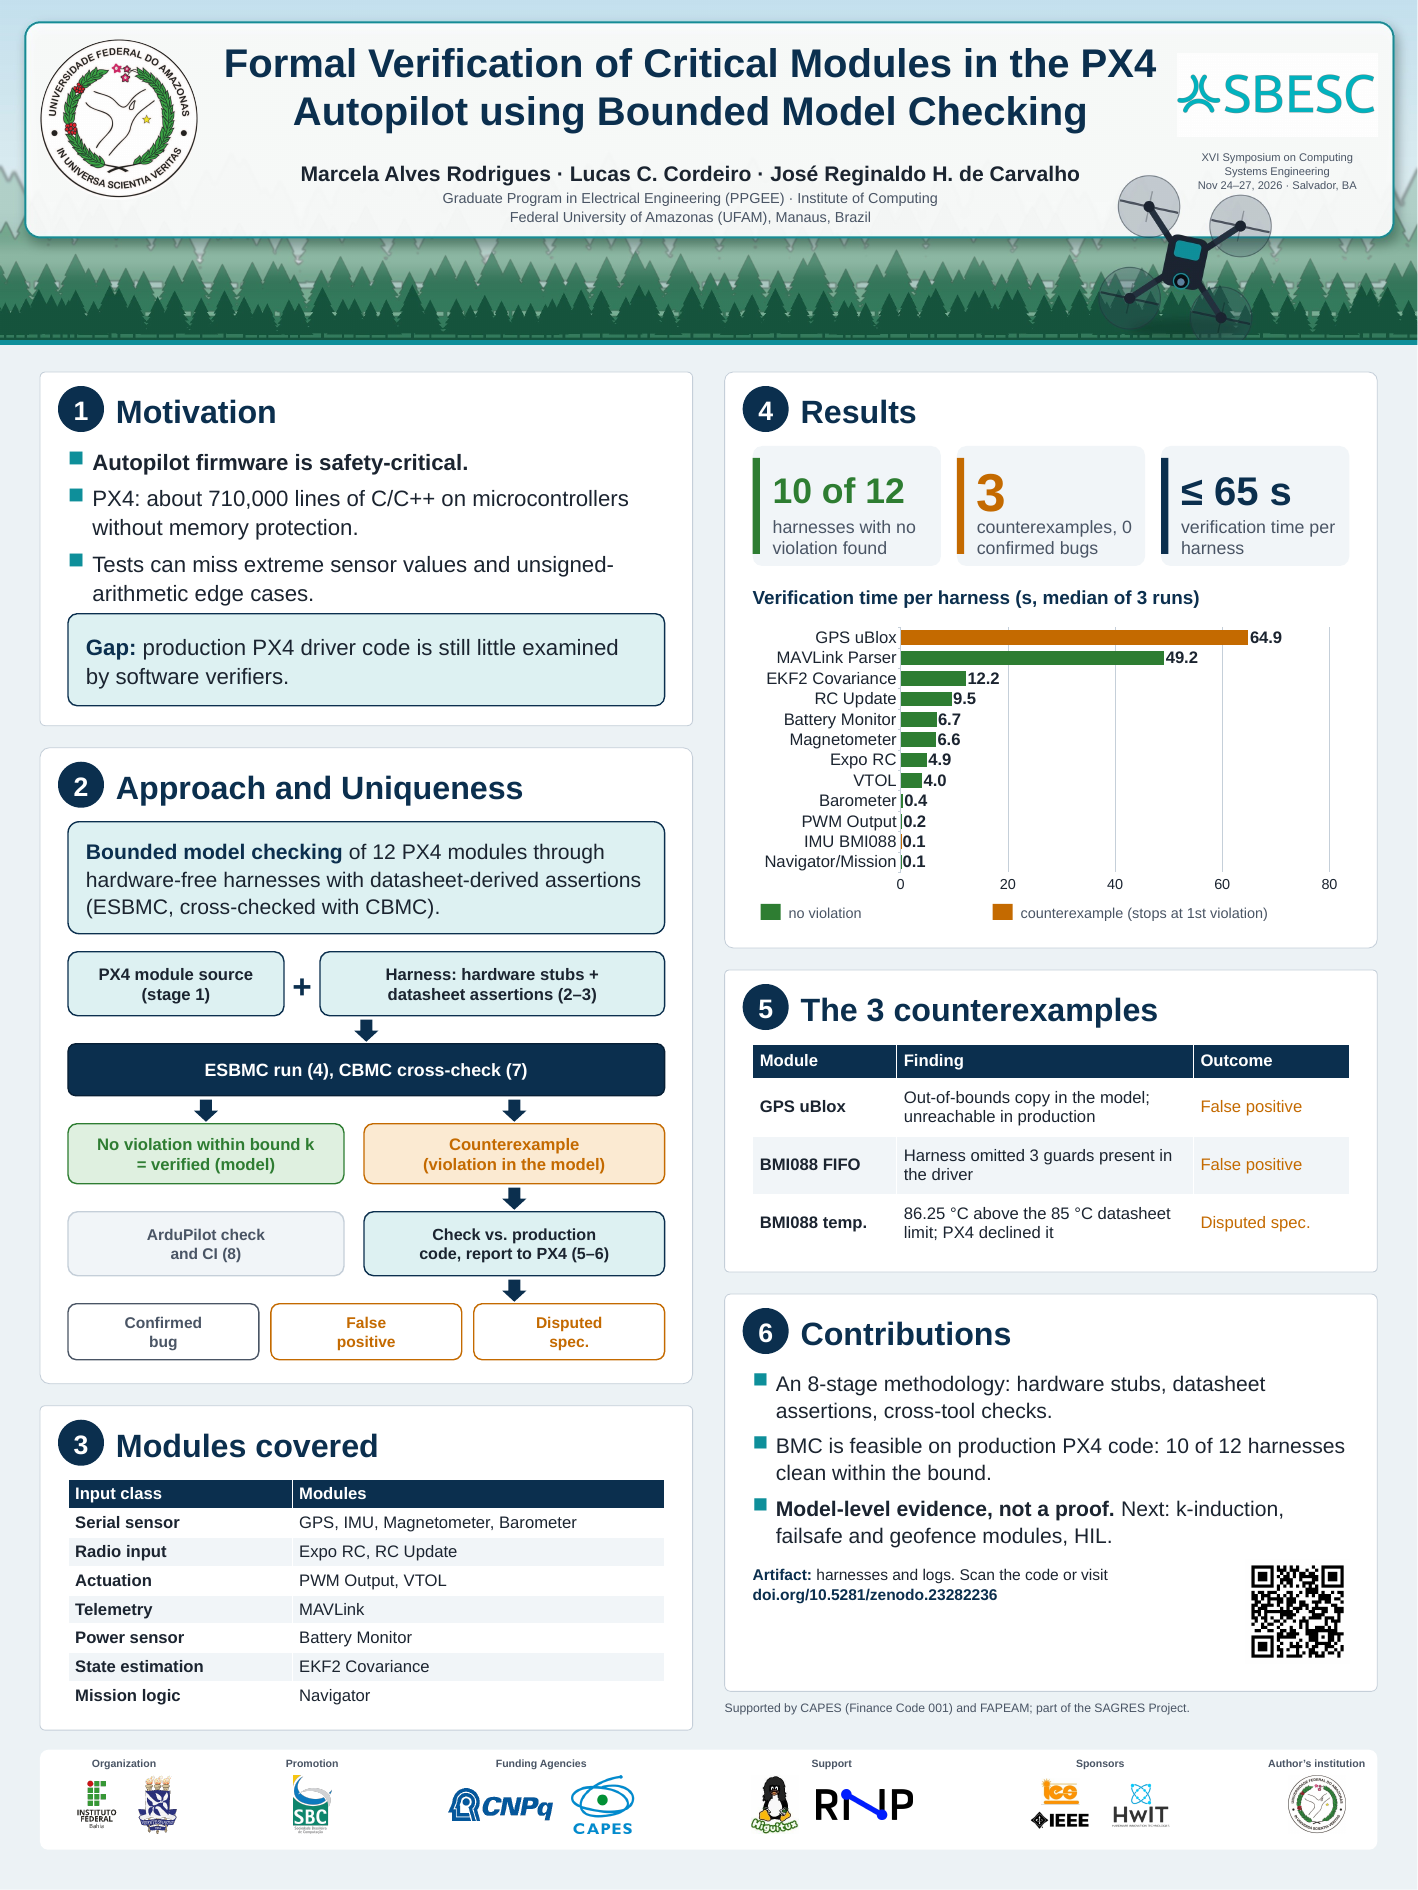 UNIVERSIDADE FEDERAL DO AMAZONAS
IN UNIVERSA SCIENTIA VERITAS
Formal Verification of Critical Modules in the PX4
Autopilot using Bounded Model Checking
Marcela Alves Rodrigues · Lucas C. Cordeiro · José Reginaldo H. de Carvalho
Graduate Program in Electrical Engineering (PPGEE) · Institute of Computing
Federal University of Amazonas (UFAM), Manaus, Brazil
SBESC
XVI Symposium on Computing
Systems Engineering
Nov 24–27, 2026 · Salvador, BA
1 Motivation
Autopilot firmware is safety-critical.
PX4: about 710,000 lines of C/C++ on microcontrollers
without memory protection.
Tests can miss extreme sensor values and unsigned-
arithmetic edge cases.
Gap: production PX4 driver code is still little examined
by software verifiers.
2 Approach and Uniqueness
Bounded model checking of 12 PX4 modules through
hardware-free harnesses with datasheet-derived assertions
(ESBMC, cross-checked with CBMC).
PX4 module source
(stage 1)
+
Harness: hardware stubs +
datasheet assertions (2–3)
ESBMC run (4), CBMC cross-check (7)
No violation within bound k
= verified (model)
Counterexample
(violation in the model)
ArduPilot check
and CI (8)
Check vs. production
code, report to PX4 (5–6)
Confirmed
bug
False
positive
Disputed
spec.
3 Modules covered
Input class Modules
Serial sensor GPS, IMU, Magnetometer, Barometer
Radio input Expo RC, RC Update
Actuation PWM Output, VTOL
Telemetry MAVLink
Power sensor Battery Monitor
State estimation EKF2 Covariance
Mission logic Navigator
4 Results
10 of 12
harnesses with no
violation found
3
counterexamples, 0
confirmed bugs
≤ 65 s
verification time per
harness
Verification time per harness (s, median of 3 runs)
GPS uBlox 64.9
MAVLink Parser 49.2
EKF2 Covariance 12.2
RC Update 9.5
Battery Monitor 6.7
Magnetometer 6.6
Expo RC 4.9
VTOL 4.0
Barometer 0.4
PWM Output 0.2
IMU BMI088 0.1
Navigator/Mission 0.1
0 20 40 60 80
no violation
counterexample (stops at 1st violation)
5 The 3 counterexamples
Module Finding Outcome
GPS uBlox
Out-of-bounds copy in the model;
unreachable in production
False positive
BMI088 FIFO
Harness omitted 3 guards present in
the driver
False positive
BMI088 temp.
86.25 °C above the 85 °C datasheet
limit; PX4 declined it
Disputed spec.
6 Contributions
An 8-stage methodology: hardware stubs, datasheet
assertions, cross-tool checks.
BMC is feasible on production PX4 code: 10 of 12 harnesses
clean within the bound.
Model-level evidence, not a proof. Next: k-induction,
failsafe and geofence modules, HIL.
Artifact: harnesses and logs. Scan the code or visit
doi.org/10.5281/zenodo.23282236
Supported by CAPES (Finance Code 001) and FAPEAM; part of the SAGRES Project.
Organization
INSTITUTO
FEDERAL
Bahia
Promotion
SBC
Funding Agencies
CNPq
CAPES
Support
Higuitux
RNP
Sponsors
IEEE
HwIT
Author's institution